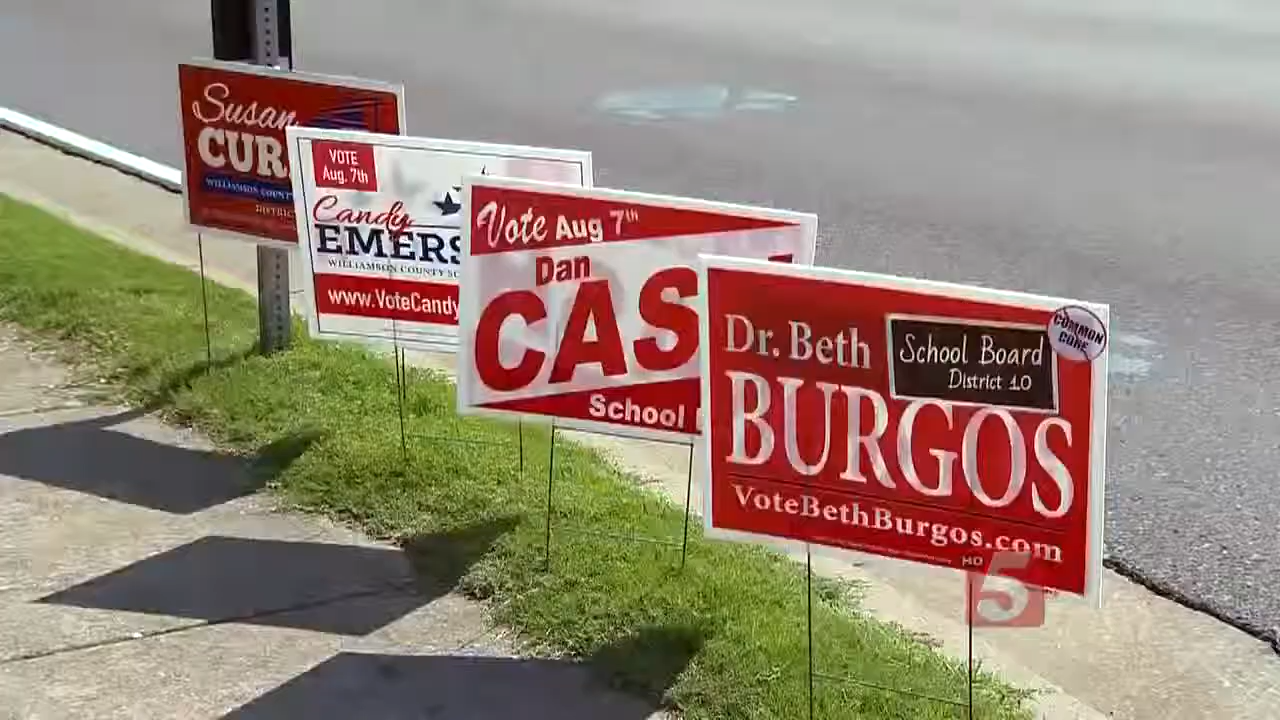 Susan
CUR
WILLIAMSON COUNTY
DISTRIC
VOTE
Aug. 7th
Candy
EMERS
WILLIAMSON COUNTY SC
www.VoteCandy
Vote Aug 7th
Dan
CAS
School
Dr. Beth
BURGOS
School Board
District 10
COMMON
CORE
VoteBethBurgos.com
5